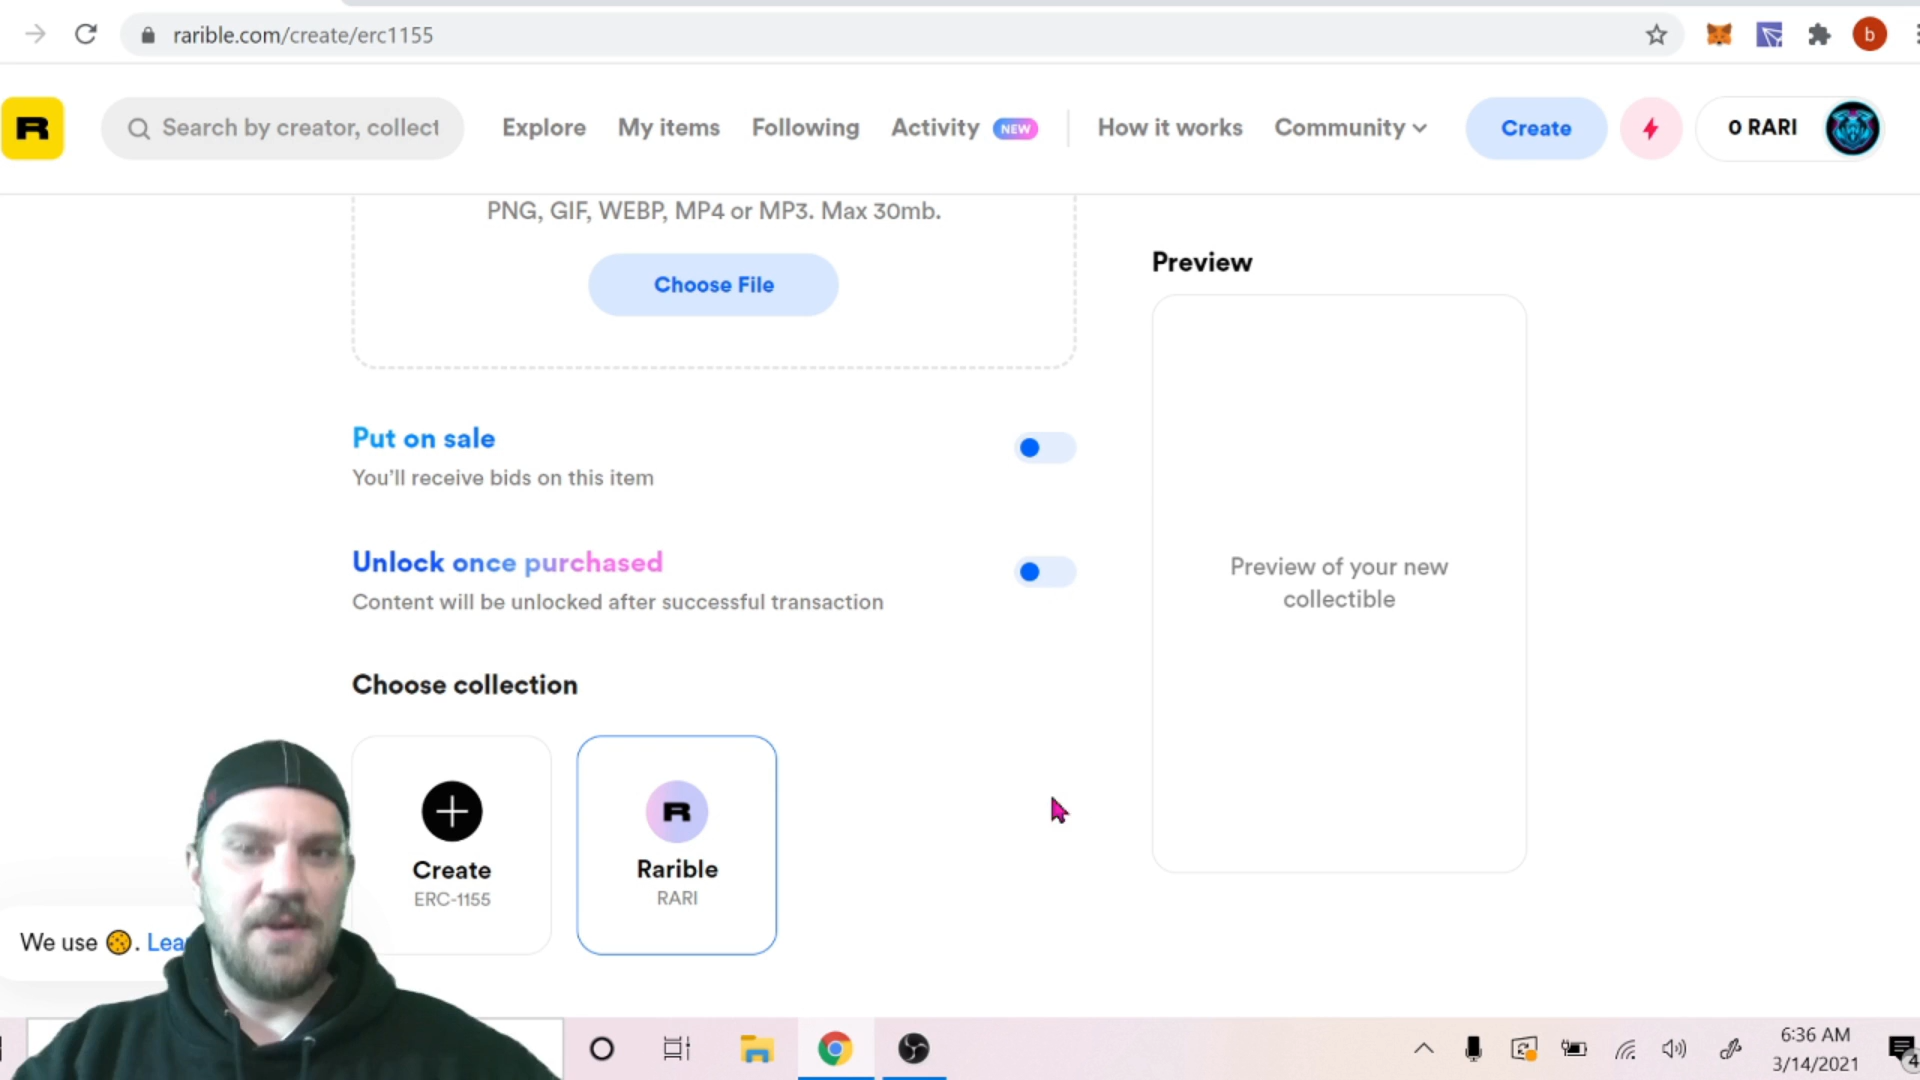 rarible.com/create/erc1155
b
R
Search by creator, collect
Explore
My items
Following
Activity NEW
How it works
Community
Create
0 RARI
PNG, GIF, WEBP, MP4 or MP3. Max 30mb.
Choose File
Preview
Put on sale
You'll receive bids on this item
Unlock once purchased
Content will be unlocked after successful transaction
Preview of your new
collectible
Choose collection
R
Create
ERC-1155
Rarible
RARI
We use 🍪. Lea
6:36 AM
3/14/2021
4